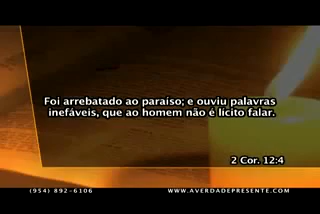 Foi arrebatado ao paraíso; e ouviu palavras
inefáveis, que ao homem não é lícito falar.
2 Cor. 12:4
(954) 892-6106
WWW.AVERDADEPRESENTE.COM